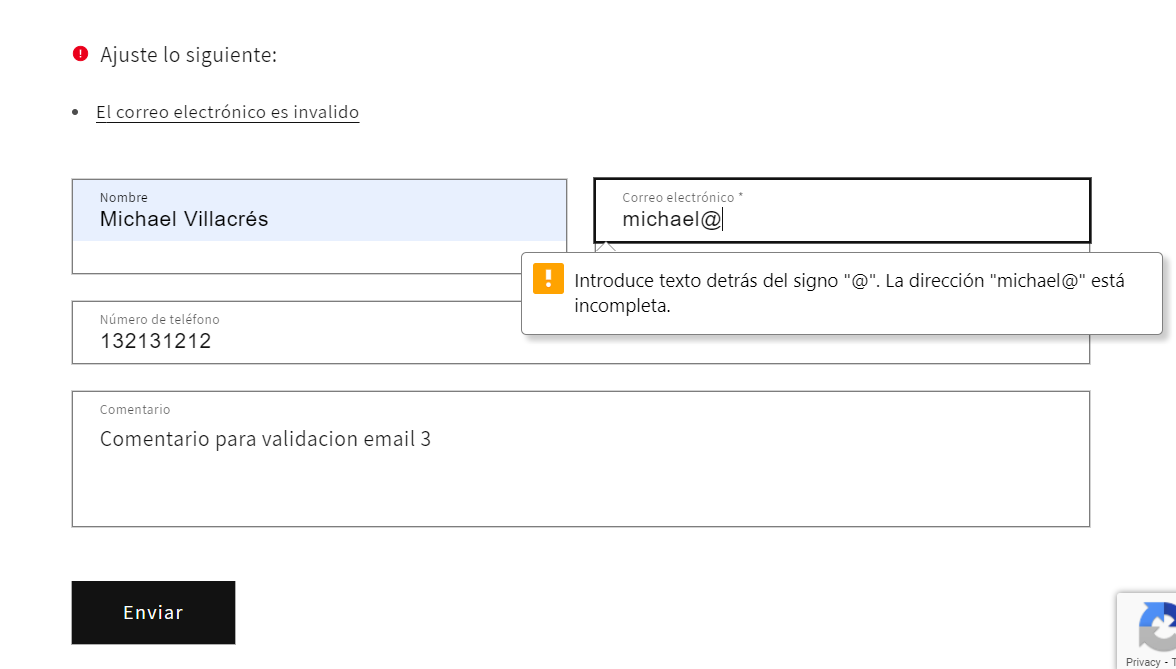 Ajuste lo siguiente:
El correo electrónico es invalido
Nombre
Michael Villacrés
Correo electrónico *
michael@
Introduce texto detrás del signo "@". La dirección "michael@" está
incompleta.
Número de teléfono
132131212
Comentario
Comentario para validacion email 3
Enviar
Privacy -